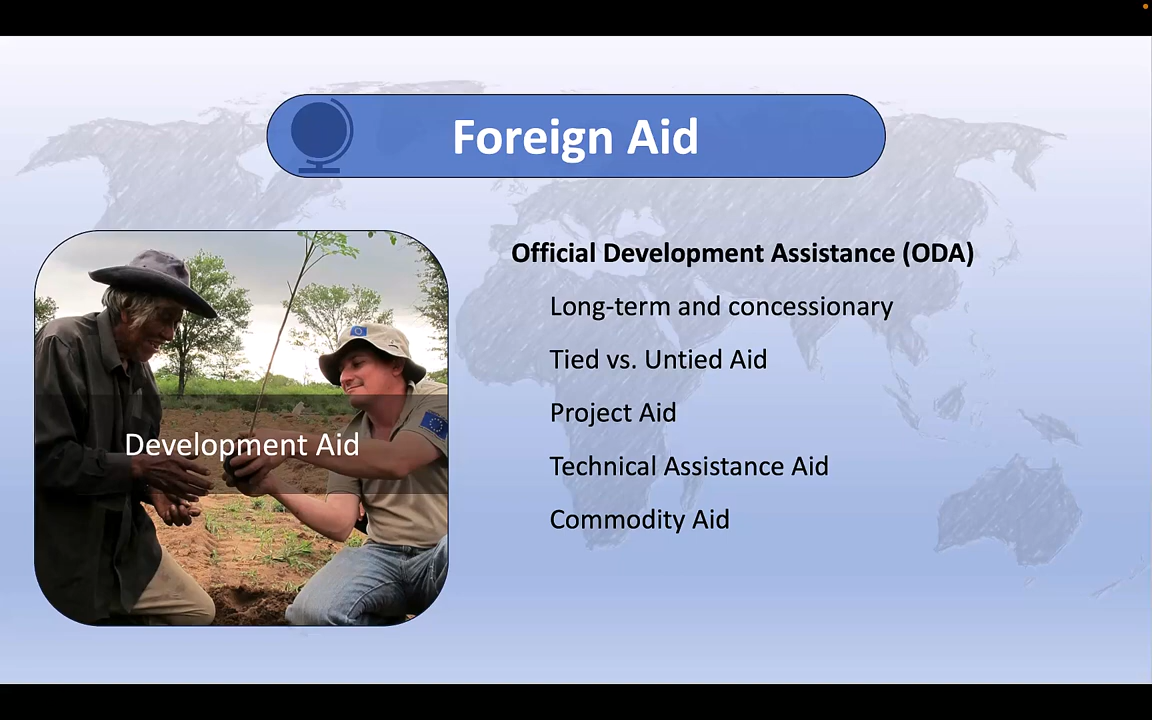 Foreign Aid
Development Aid
Official Development Assistance (ODA)
Long-term and concessionary
Tied vs. Untied Aid
Project Aid
Technical Assistance Aid
Commodity Aid